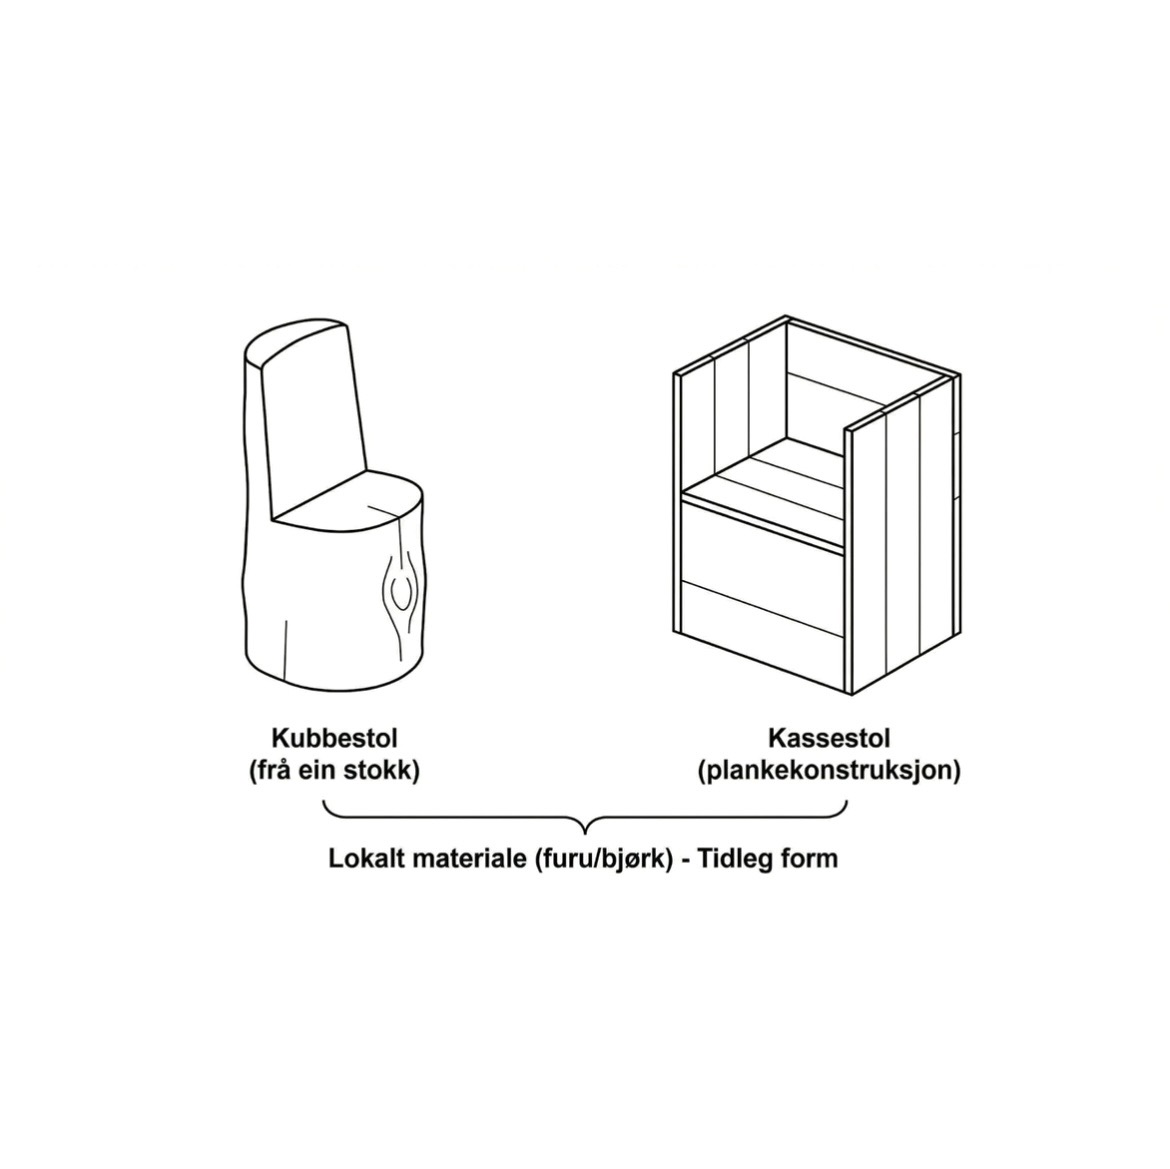 Kubbestol
(frå ein stokk)
Kassestol
(plankekonstruksjon)
Lokalt materiale (furu/bjørk) - Tidleg form